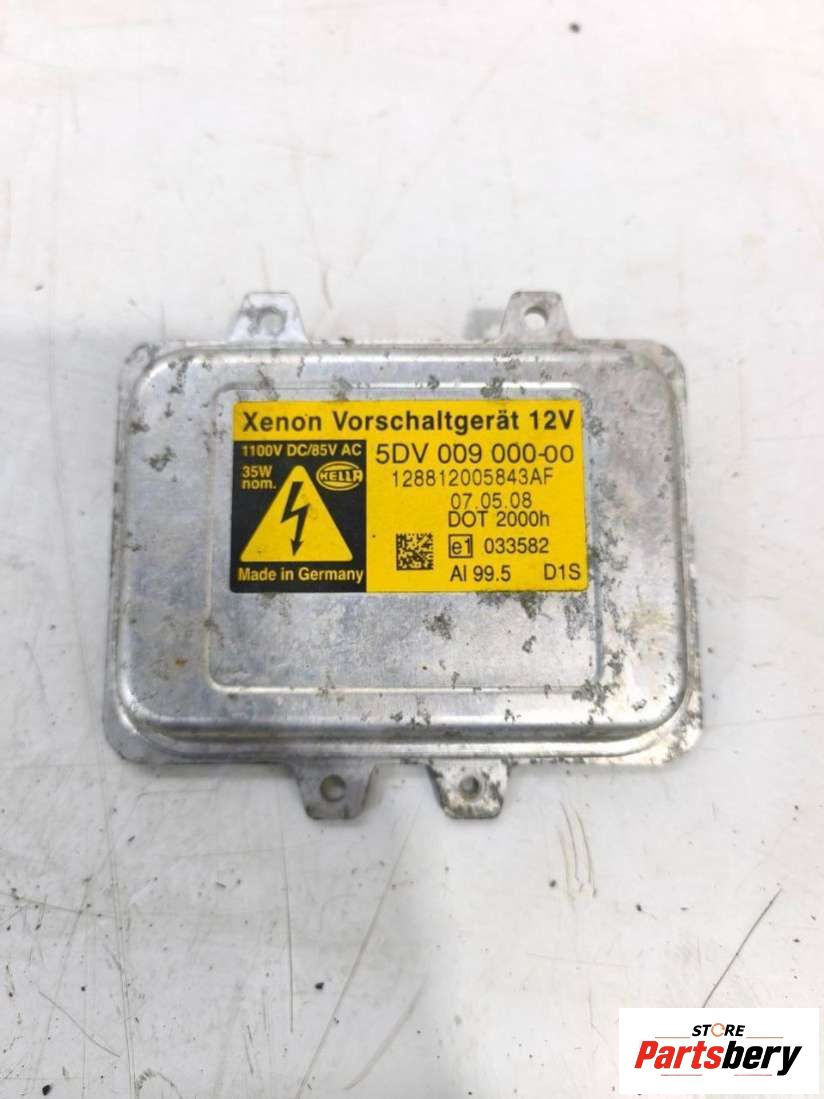 Xenon Vorschaltgerät 12V
1100V DC/85V AC
35W
nom.
HELLA
Made in Germany
5DV 009 000-00
128812005843AF
07.05.08
DOT 2000h
e1 033582
Al 99.5 D1S
STORE
Partsbery